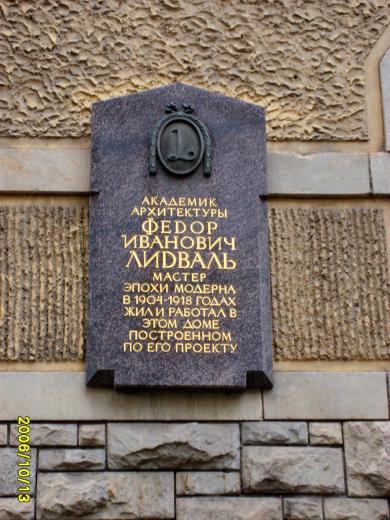 1
АКАДЕМИК
АРХИТЕКТУРЫ
ФЕДОР
ИВАНОВИЧ
ЛИДВАЛЬ
МАСТЕР
ЭПОХИ МОДЕРНА
В 1904-1918 ГОДАХ
ЖИЛ И РАБОТАЛ В
ЭТОМ ДОМЕ
ПОСТРОЕННОМ
ПО ЕГО ПРОЕКТУ
2006/10/13